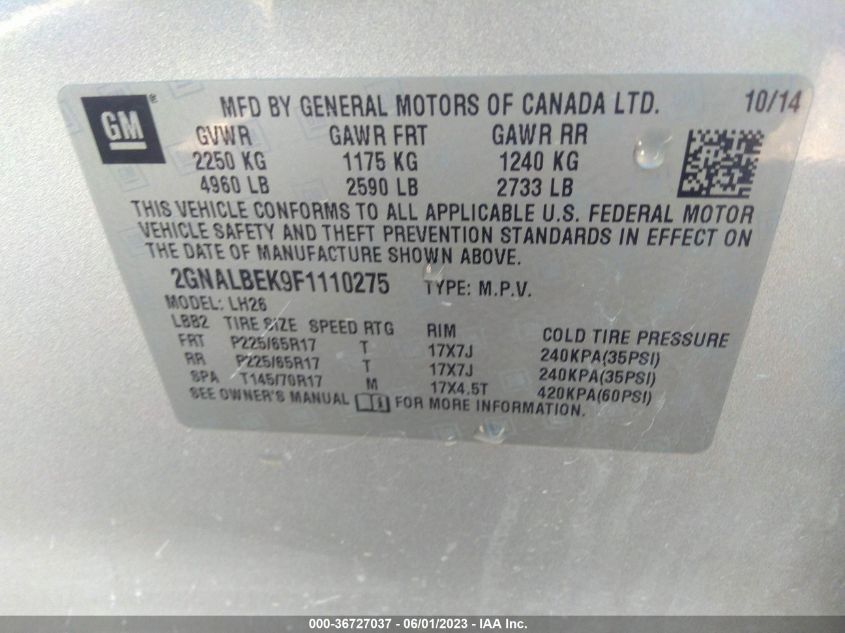 GM® MFD BY GENERAL MOTORS OF CANADA LTD. 10/14
GVWR GAWR FRT GAWR RR
2250 KG 1175 KG 1240 KG
4960 LB 2590 LB 2733 LB
THIS VEHICLE CONFORMS TO ALL APPLICABLE U.S. FEDERAL MOTOR
VEHICLE SAFETY AND THEFT PREVENTION STANDARDS IN EFFECT ON
THE DATE OF MANUFACTURE SHOWN ABOVE.
2GNALBEK9F1110275 TYPE: M.P.V.
MODEL: LH26
LBB2 TIRE SIZE SPEED RTG RIM COLD TIRE PRESSURE
FRT P225/65R17 T 17X7J 240KPA(35PSI)
RR P225/65R17 T 17X7J 240KPA(35PSI)
SPA T145/70R17 M 17X4.5T 420KPA(60PSI)
SEE OWNER'S MANUAL FOR MORE INFORMATION.
000-36727037 - 06/01/2023 - IAA Inc.